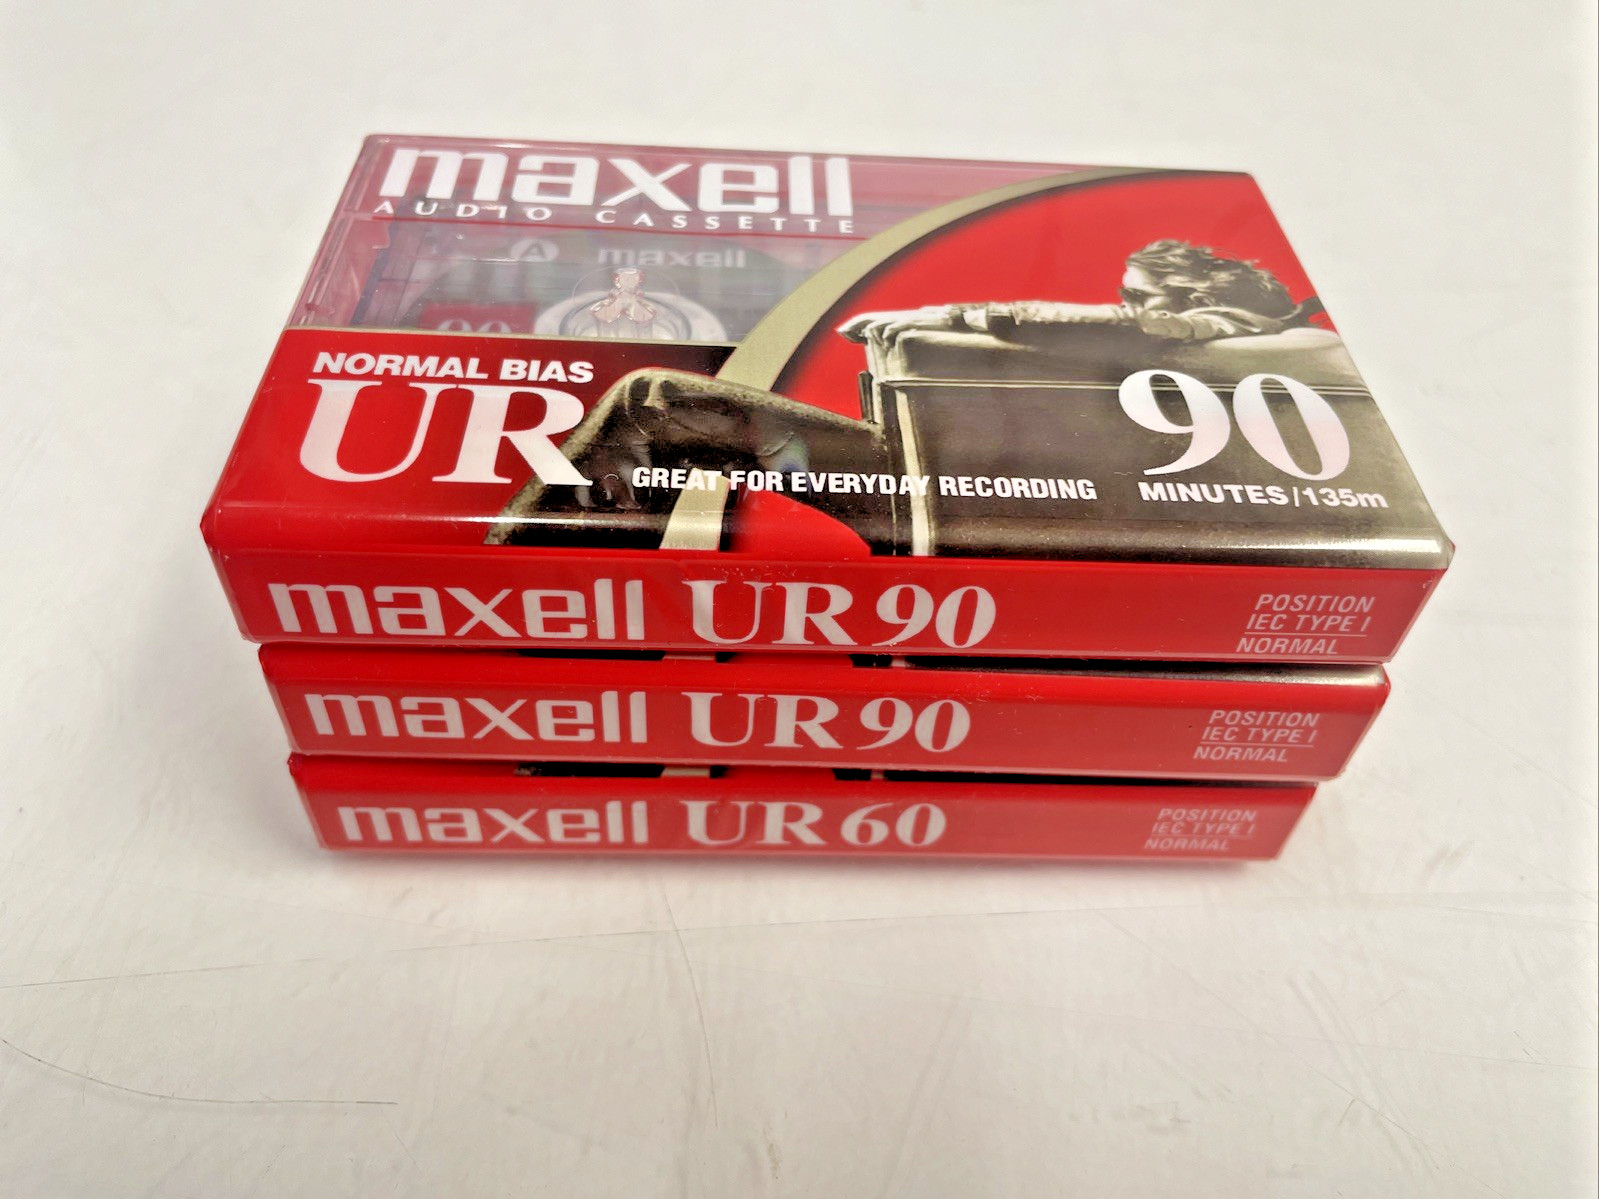 maxell
AUDIO CASSETTE
A maxell
90
NORMAL BIAS
UR
GREAT FOR EVERYDAY RECORDING
90
MINUTES/135m
maxell UR90
POSITION
IEC TYPE I
NORMAL
maxell UR90
POSITION
IEC TYPE I
NORMAL
maxell UR60
POSITION
IEC TYPE I
NORMAL